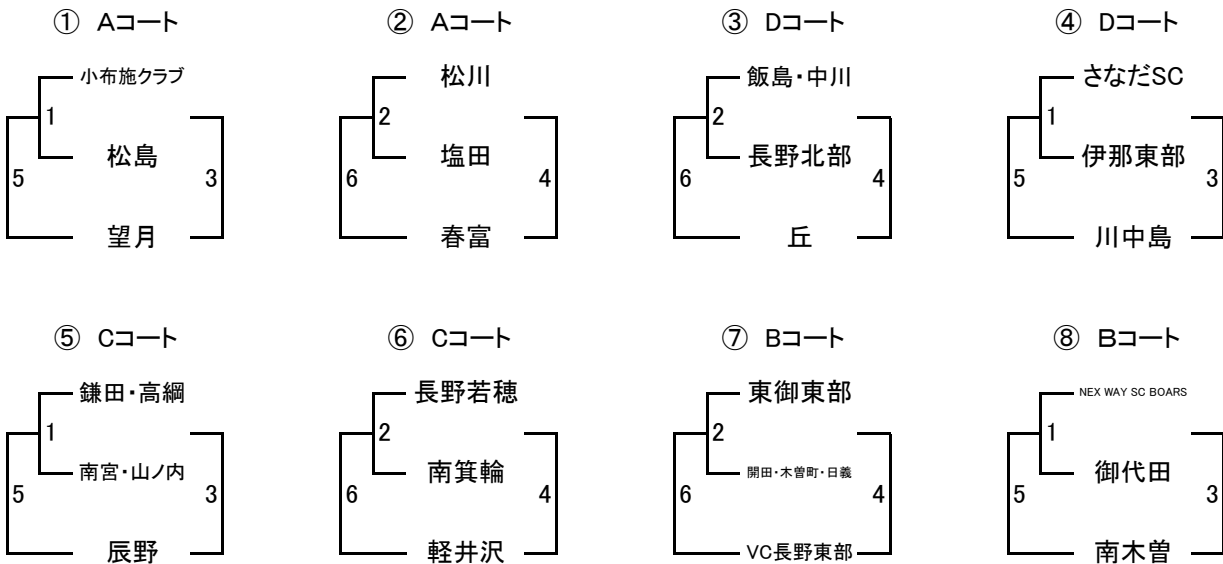 ① Aコート
小布施クラブ
1
松島
5
3
望月
② Aコート
松川
2
塩田
6
4
春富
③ Dコート
飯島・中川
2
長野北部
6
4
丘
④ Dコート
さなだSC
1
伊那東部
5
3
川中島
⑤ Cコート
鎌田・高綱
1
南宮・山ノ内
5
3
辰野
⑥ Cコート
長野若穂
2
南箕輪
6
4
軽井沢
⑦ Bコート
東御東部
2
開田・木曽町・日義
6
4
VC長野東部
⑧ Bコート
NEX WAY SC BOARS
1
御代田
5
3
南木曽